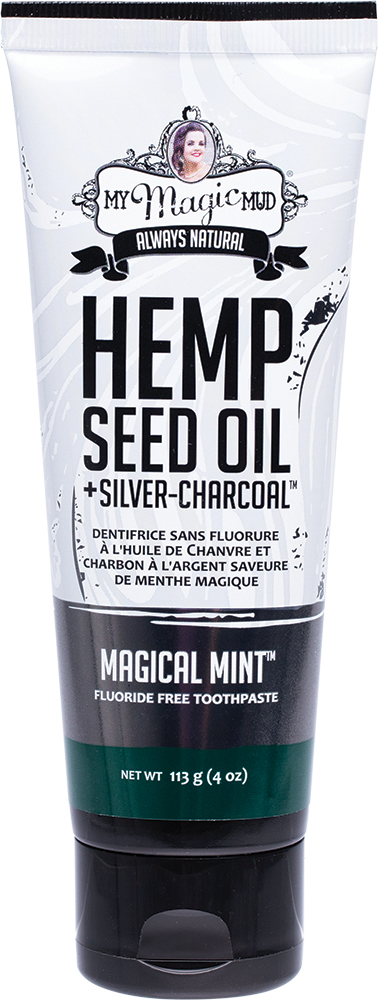 MY Magic MUD®
ALWAYS NATURAL
HEMP
SEED OIL
+SILVER-CHARCOAL™
DENTIFRICE SANS FLUORURE
À L'HUILE DE CHANVRE ET
CHARBON À L'ARGENT SAVEURE
DE MENTHE MAGIQUE
MAGICAL MINT™
FLUORIDE FREE TOOTHPASTE
NET WT 113 g (4 oz)